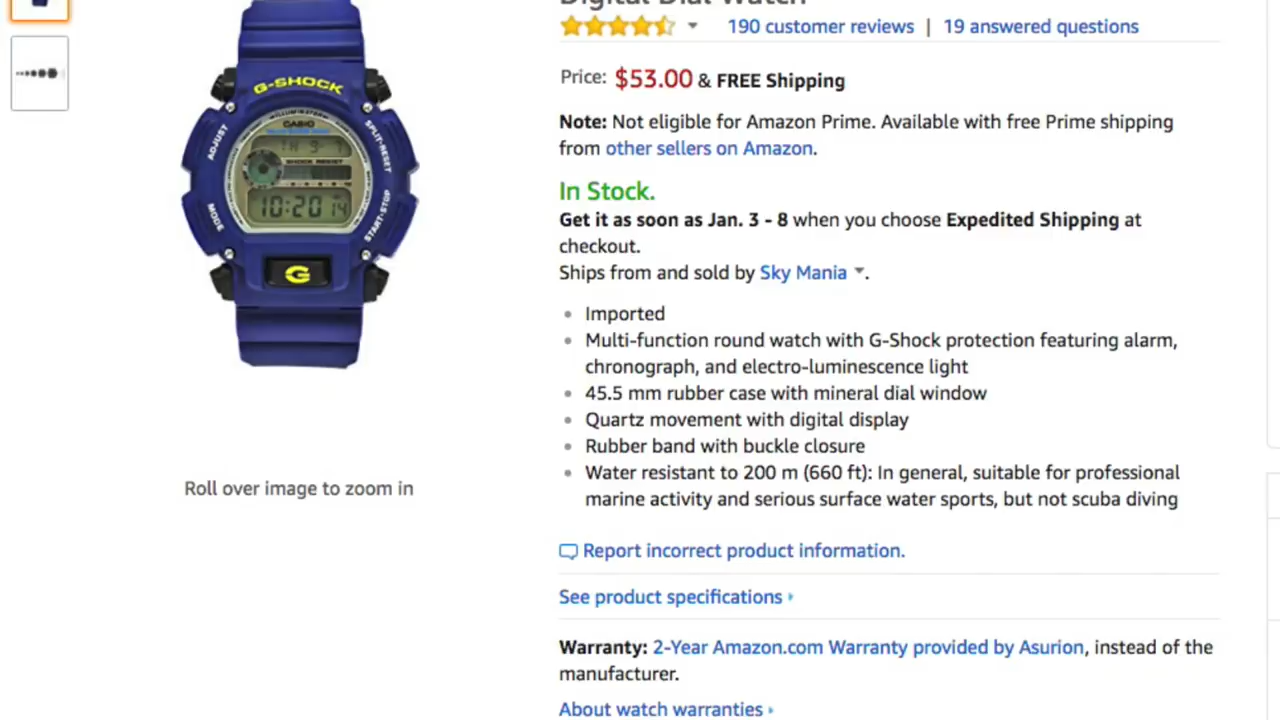 Digital Dial Watch
190 customer reviews | 19 answered questions
Price: $53.00 & FREE Shipping
Note: Not eligible for Amazon Prime. Available with free Prime shipping
from other sellers on Amazon.
In Stock.
Get it as soon as Jan. 3 - 8 when you choose Expedited Shipping at
checkout.
Ships from and sold by Sky Mania.
Imported
Multi-function round watch with G-Shock protection featuring alarm,
chronograph, and electro-luminescence light
45.5 mm rubber case with mineral dial window
Quartz movement with digital display
Rubber band with buckle closure
Water resistant to 200 m (660 ft): In general, suitable for professional
marine activity and serious surface water sports, but not scuba diving
Report incorrect product information.
See product specifications
Warranty: 2-Year Amazon.com Warranty provided by Asurion, instead of the
manufacturer.
About watch warranties
G-SHOCK
ILLUMINATOR
CASIO
ADJUST
SPLIT-RESET
SHOCK RESIST
10:20 14
MODE
START-STOP
G
Roll over image to zoom in